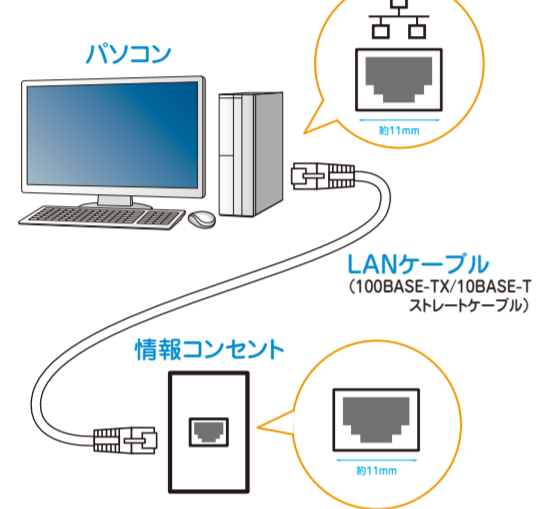 パソコン
約11mm
LANケーブル
(100BASE-TX/10BASE-T
ストレートケーブル)
情報コンセント
約11mm